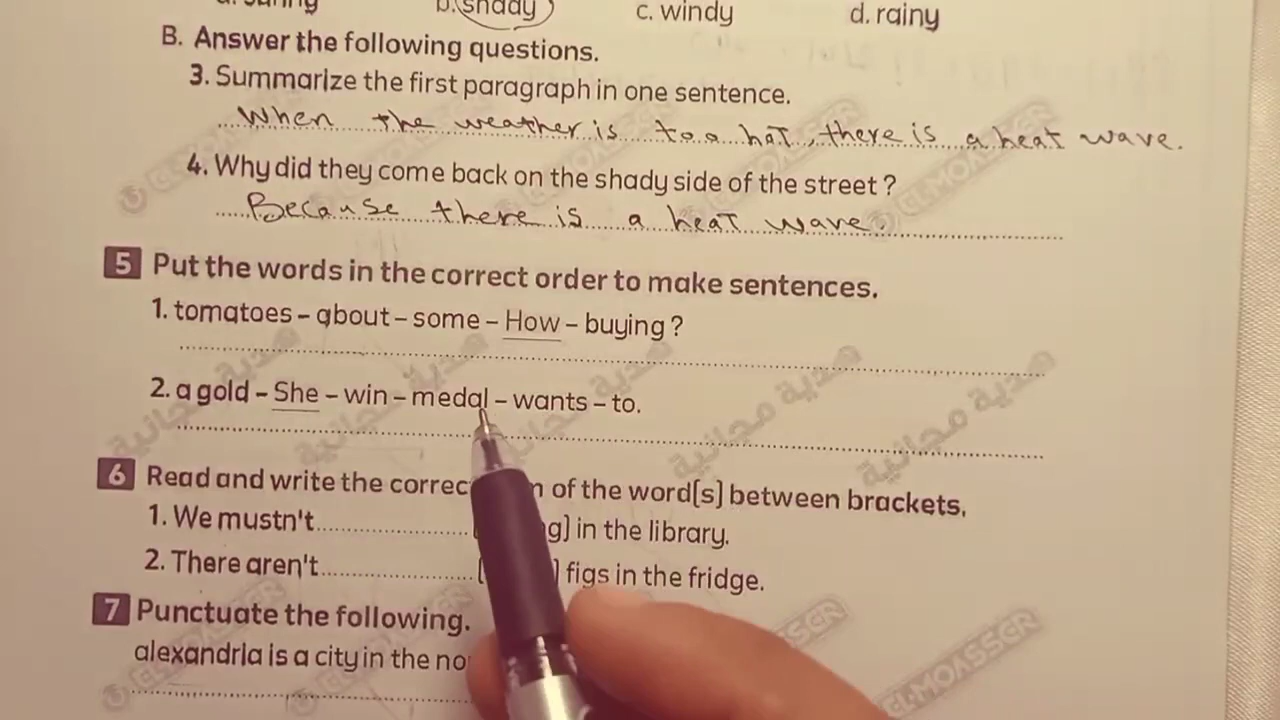 a. sunny b. shady c. windy d. rainy
B. Answer the following questions.
3. Summarize the first paragraph in one sentence.
When the weather is too hot, there is a heat wave.
4. Why did they come back on the shady side of the street ?
Because there is a heat wave.
5 Put the words in the correct order to make sentences.
1. tomatoes – about – some – How – buying ?
2. a gold – She – win – medal – wants – to.
6 Read and write the correc of the word[s] between brackets.
1. We mustn't g] in the library.
2. There aren't ] figs in the fridge.
7 Punctuate the following.
alexandria is a city in the no